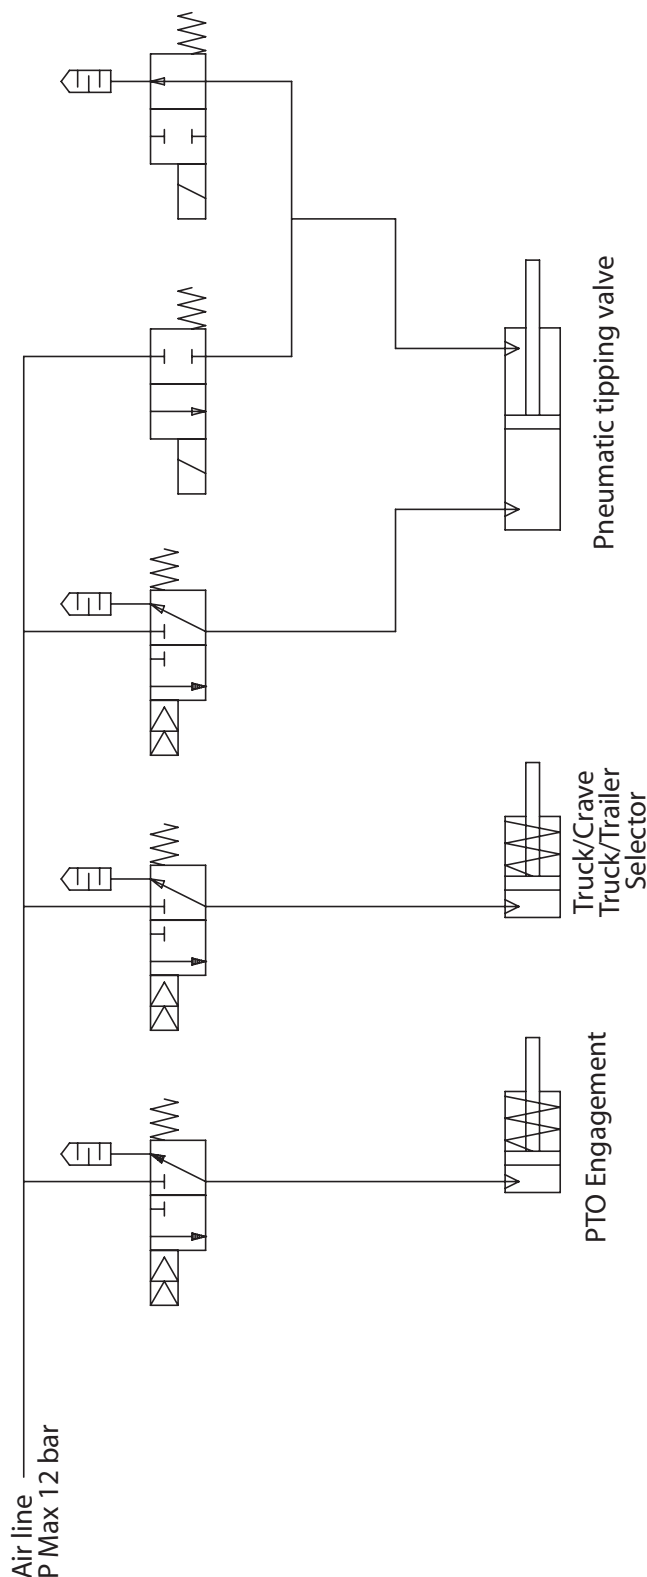 Air line
P Max 12 bar
PTO Engagement
Truck/Crave
Truck/Trailer
Selector
Pneumatic tipping valve